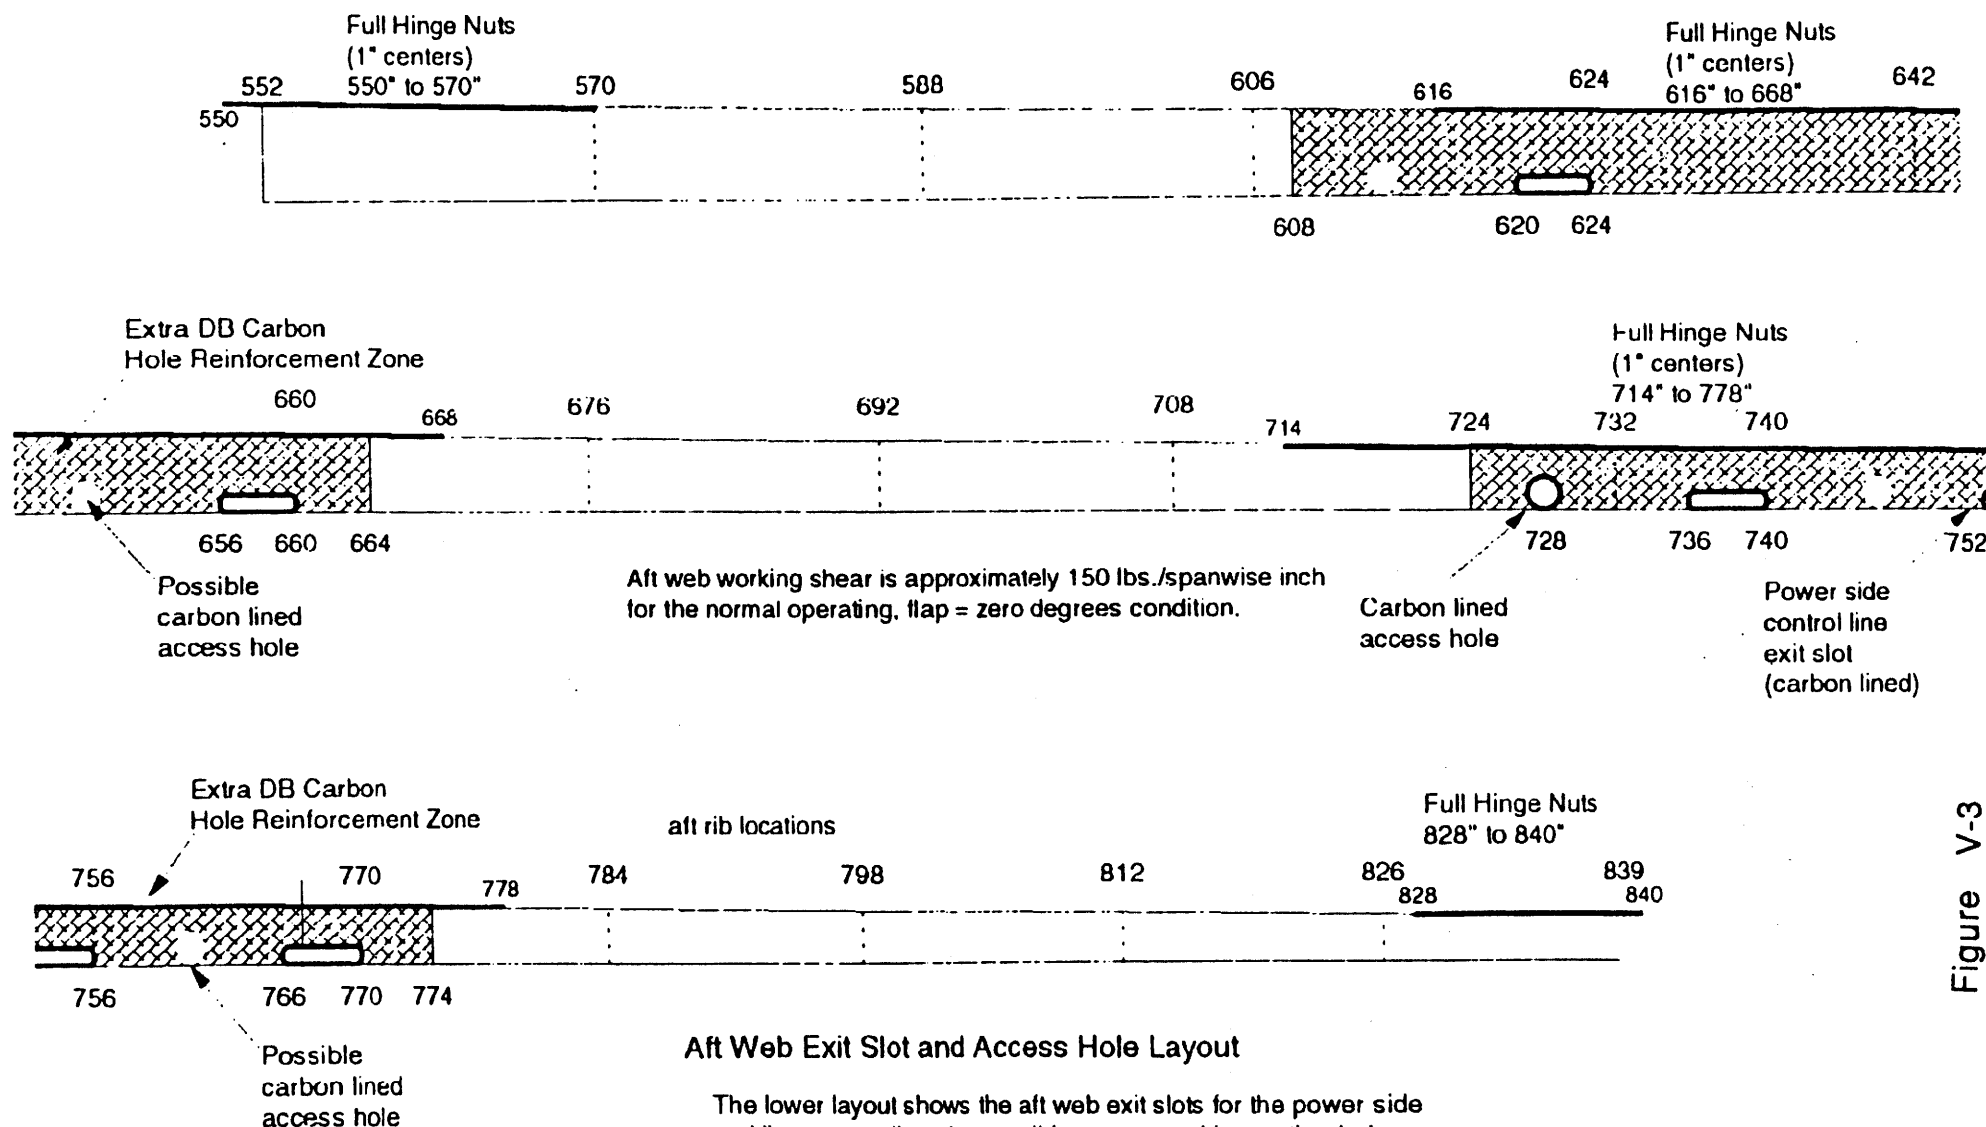 Full Hinge Nuts
(1" centers)
550" to 570"
552
570
588
606
616
624
Full Hinge Nuts
(1" centers)
616" to 668"
642
550
608
620
624
Extra DB Carbon
Hole Reinforcement Zone
660
668
676
692
708
714
724
Full Hinge Nuts
(1" centers)
714" to 778"
732
740
656
660
664
728
736
740
752
Possible
carbon lined
access hole
Aft web working shear is approximately 150 lbs./spanwise inch
for the normal operating, flap = zero degrees condition.
Carbon lined
access hole
Power side
control line
exit slot
(carbon lined)
Extra DB Carbon
Hole Reinforcement Zone
aft rib locations
Full Hinge Nuts
828" to 840"
756
770
778
784
798
812
826
828
839
840
756
766
770
774
Possible
carbon lined
access hole
Figure V-3
Aft Web Exit Slot and Access Hole Layout
The lower layout shows the aft web exit slots for the power side